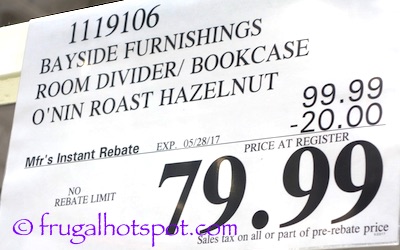 1119106
BAYSIDE FURNISHINGS
ROOM DIVIDER/ BOOKCASE
O'NIN ROAST HAZELNUT
99.99
-20.00
Mfr's Instant Rebate EXP. 05/28/17
PRICE AT REGISTER
NO
REBATE LIMIT
79.99
Sales tax on all or part of pre-rebate price
© frugalhotspot.com